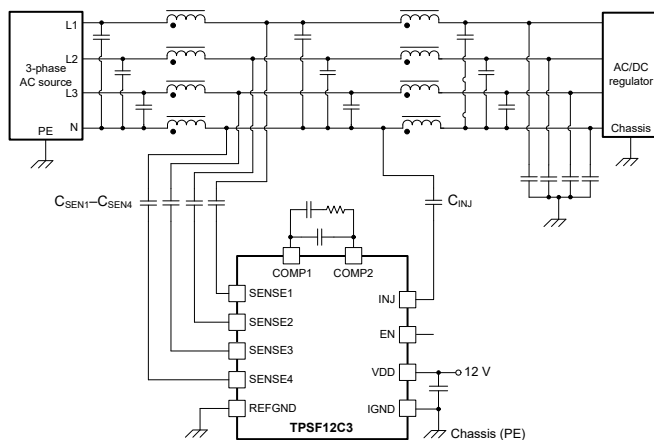 L1
L2
L3
N
3-phase
AC source
PE
AC/DC
regulator
Chassis
CSEN1–CSEN4
CINJ
COMP1
COMP2
SENSE1
SENSE2
SENSE3
SENSE4
REFGND
INJ
EN
VDD
IGND
12 V
Chassis (PE)
TPSF12C3